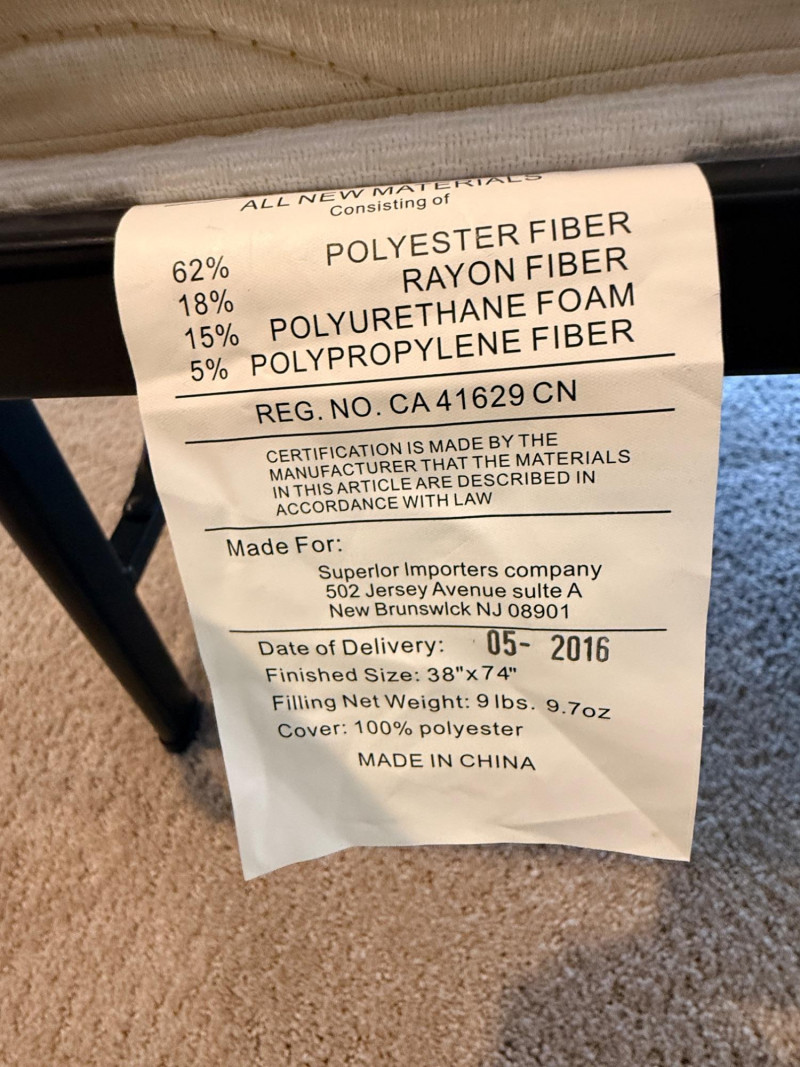 ALL NEW MATERIALS
Consisting of
62% POLYESTER FIBER
18% RAYON FIBER
15% POLYURETHANE FOAM
5% POLYPROPYLENE FIBER
REG. NO. CA 41629 CN
CERTIFICATION IS MADE BY THE
MANUFACTURER THAT THE MATERIALS
IN THIS ARTICLE ARE DESCRIBED IN
ACCORDANCE WITH LAW
Made For:
Superlor Importers company
502 Jersey Avenue sulte A
New Brunswlck NJ 08901
Date of Delivery: 05- 2016
Finished Size: 38"x74"
Filling Net Weight: 9 lbs. 9.7oz
Cover: 100% polyester
MADE IN CHINA